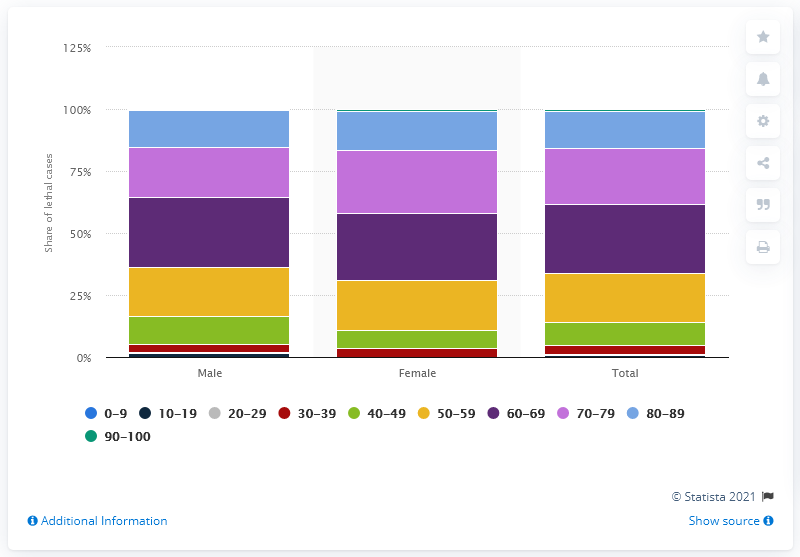 125%
100%
75%
50%
25%
0%
Share of lethal cases
Male Female Total
0–9 10–19 20–29 30–39 40–49 50–59 60–69 70–79 80–89
90–100
© Statista 2021
Additional Information Show source